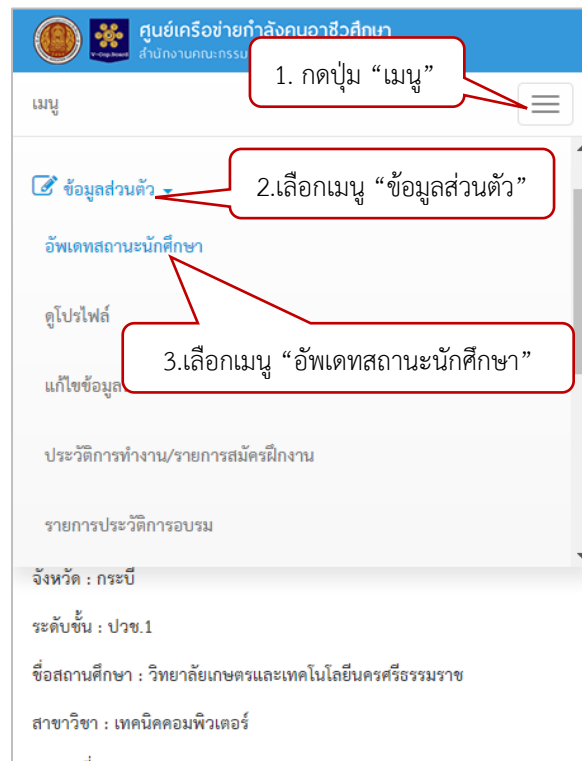 ศูนย์เครือข่ายกำลังคนอาชีวศึกษา
สำนักงานคณะกรรม
V-Cop.Board
1. กดปุ่ม “เมนู”
เมนู
ข้อมูลส่วนตัว
2.เลือกเมนู “ข้อมูลส่วนตัว”
อัพเดทสถานะนักศึกษา
ดูโปรไฟล์
3.เลือกเมนู “อัพเดทสถานะนักศึกษา”
แก้ไขข้อมูล
ประวัติการทำงาน/รายการสมัครฝึกงาน
รายการประวัติการอบรม
จังหวัด : กระบี่
ระดับชั้น : ปวช.1
ชื่อสถานศึกษา : วิทยาลัยเกษตรและเทคโนโลยีนครศรีธรรมราช
สาขาวิชา : เทคนิคคอมพิวเตอร์